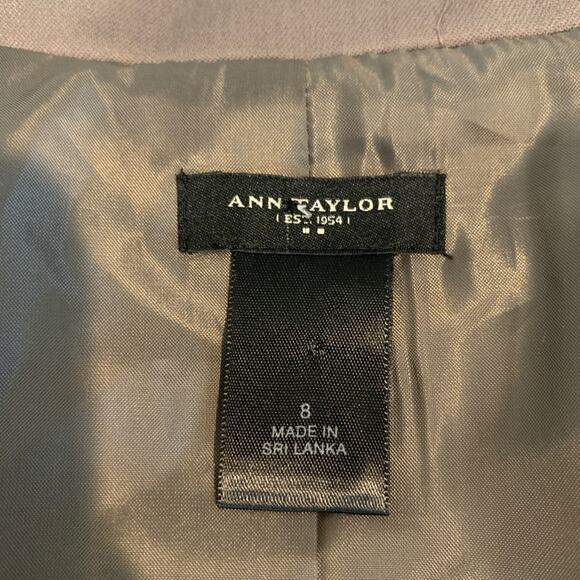 ANN TAYLOR
EST. 1954
8
MADE IN
SRI LANKA